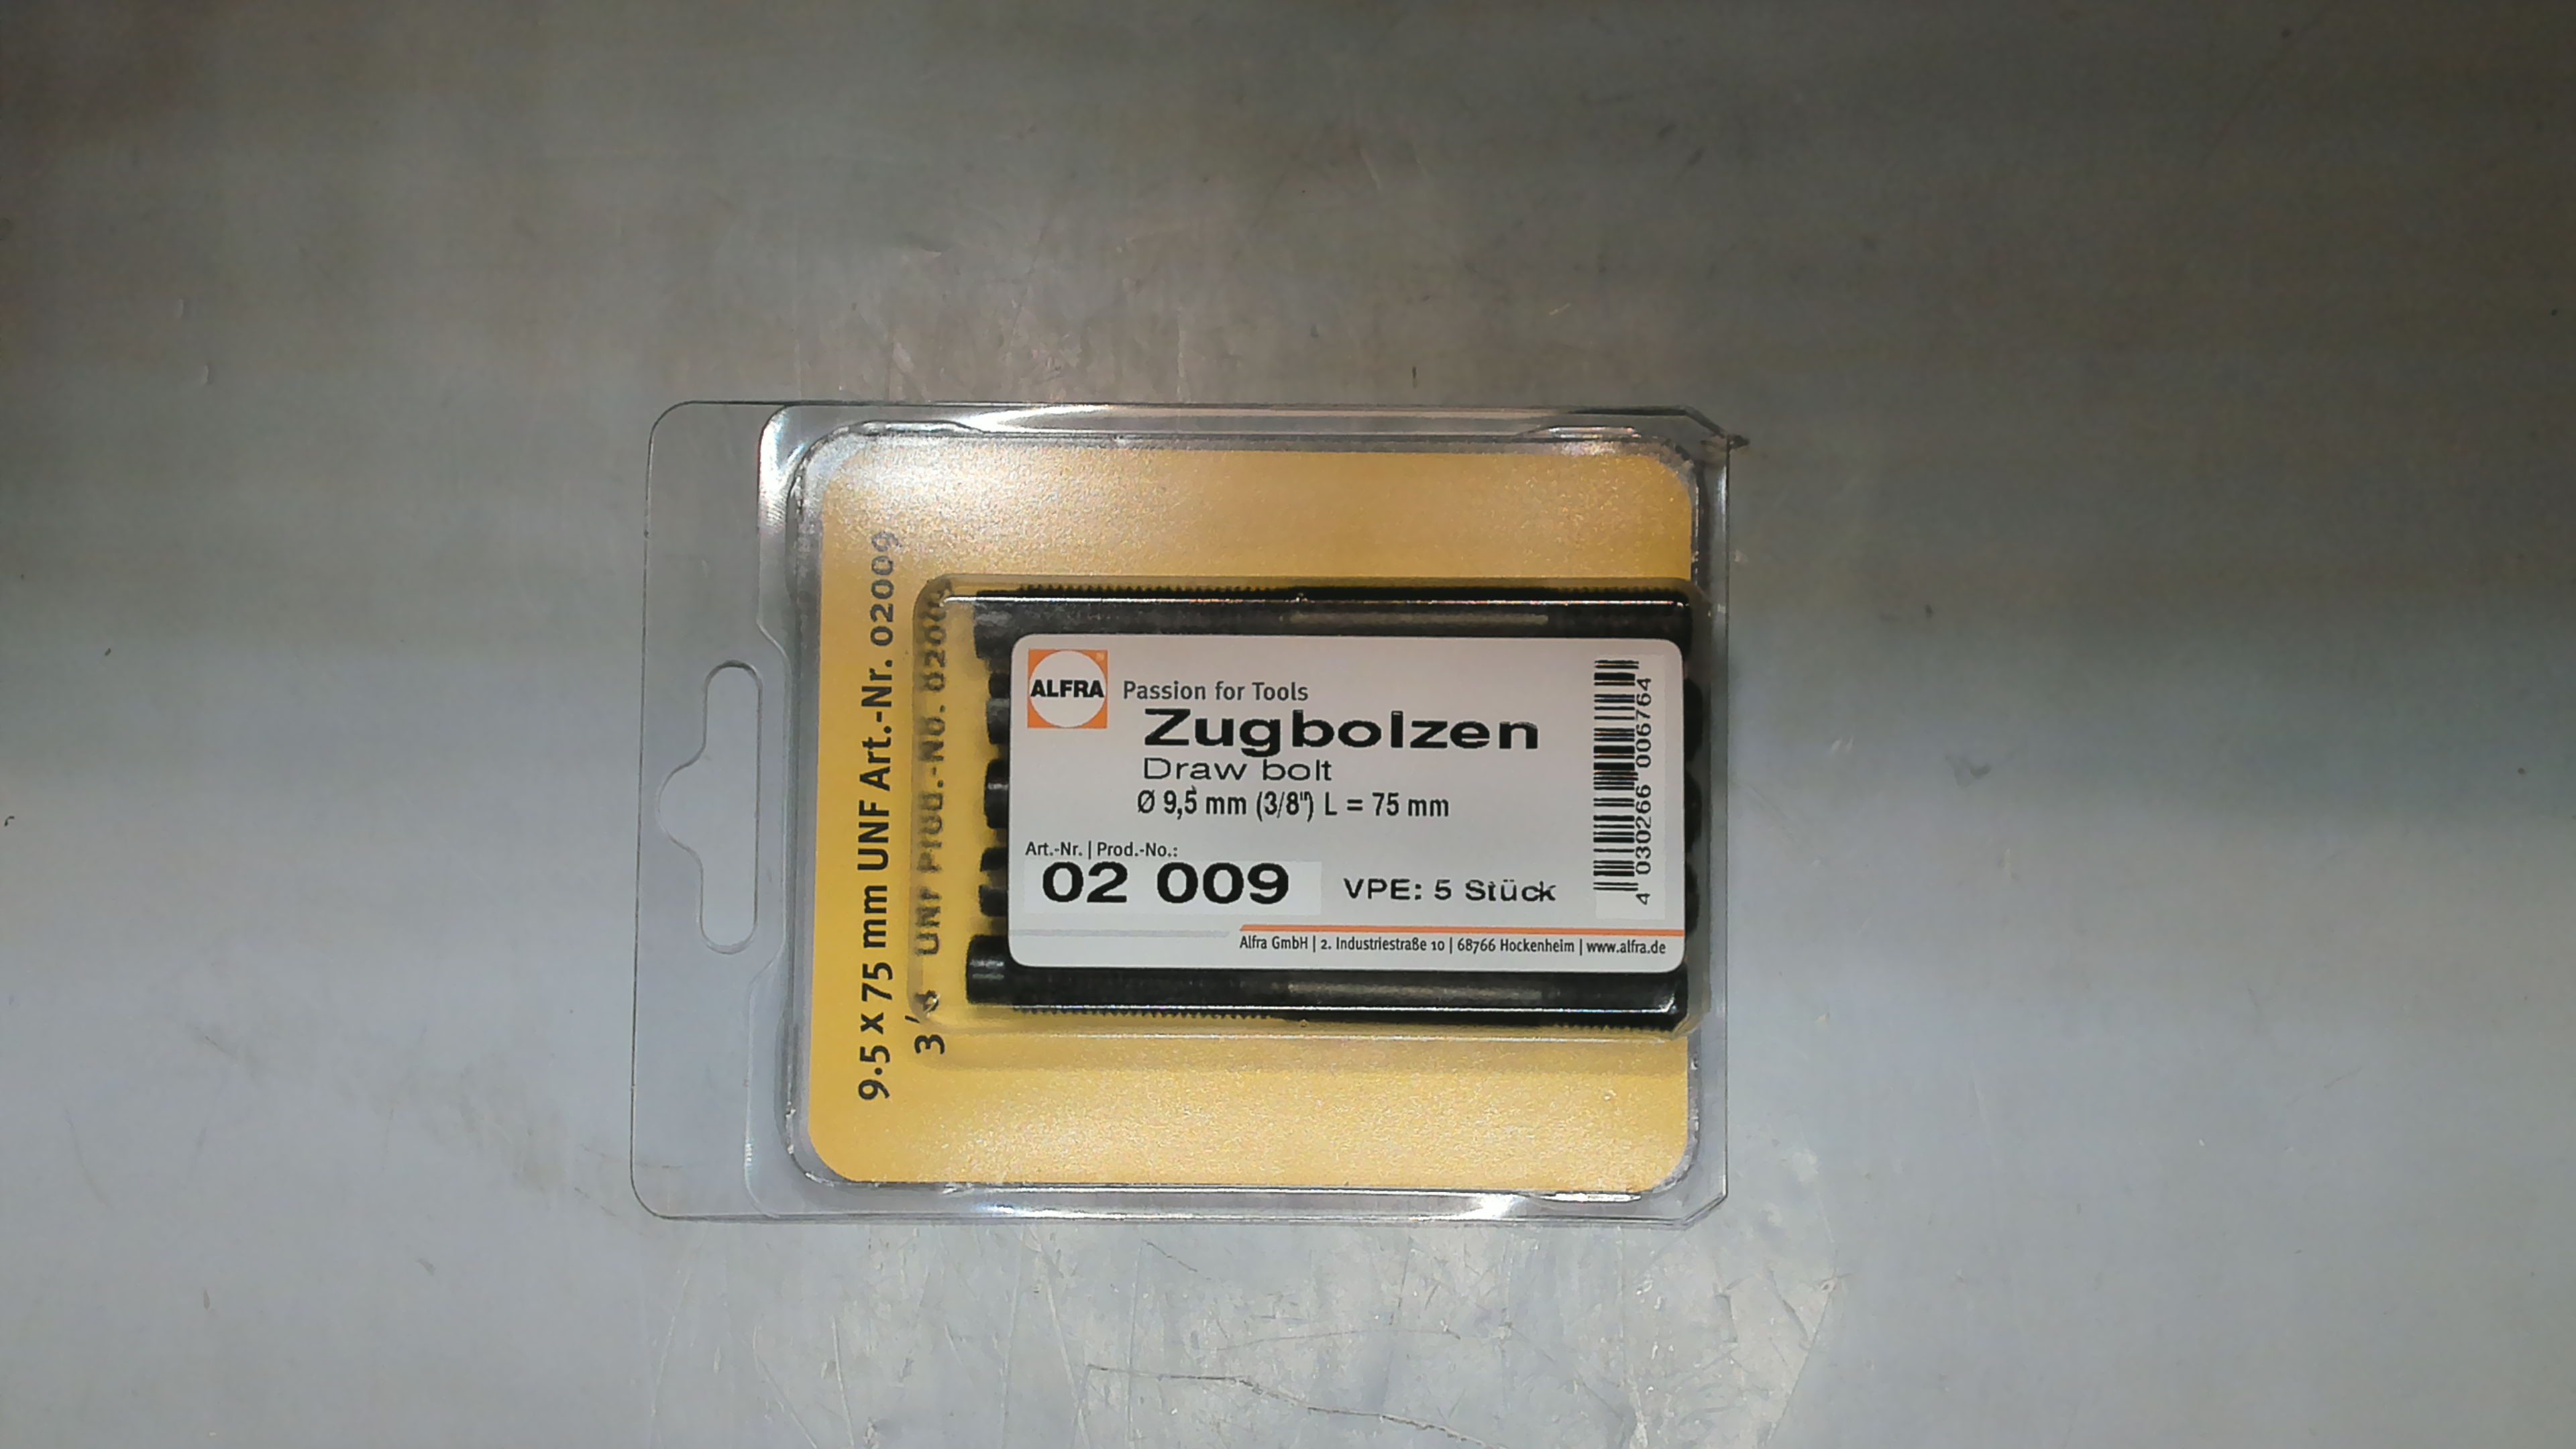 9.5 x 75 mm UNF Art.-Nr. 02009
UNF Prod.-No. 02009
ALFRA
Passion for Tools
Zugbolzen
Draw bolt
Ø 9,5 mm (3/8") L = 75 mm
Art.-Nr. | Prod.-No.:
02 009
VPE: 5 Stück
4 030266 006764
Alfra GmbH | 2. Industriestraße 10 | 68766 Hockenheim | www.alfra.de